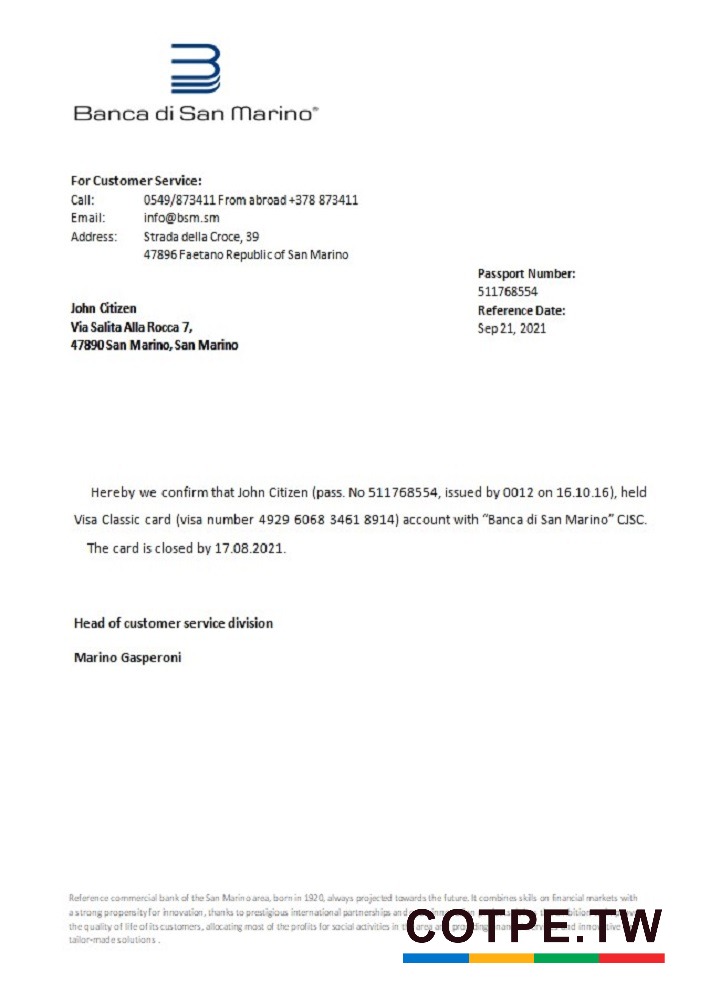 Banca di San Marino®
For Customer Service:
Call: 0549/873411 From abroad +378 873411
Email: info@bsm.sm
Address: Strada della Croce, 39
47896 Faetano Republic of San Marino
Passport Number:
511768554
Reference Date:
Sep 21, 2021
John Citizen
Via Salita Alla Rocca 7,
47890 San Marino, San Marino
Hereby we confirm that John Citizen (pass. No 511768554, issued by 0012 on 16.10.16), held
Visa Classic card (visa number 4929 6068 3461 8914) account with “Banca di San Marino” CJSC.
The card is closed by 17.08.2021.
Head of customer service division
Marino Gasperoni
Reference commercial bank of the San Marino area, born in 1920, always projected towards the future. It combines skills on financial markets with
a strong propensity for innovation, thanks to prestigious international partnerships and
the quality of life of its customers, allocating most of the profits for social activities in the area and providing and innovative
tailor-made solutions .
COTPE.TW